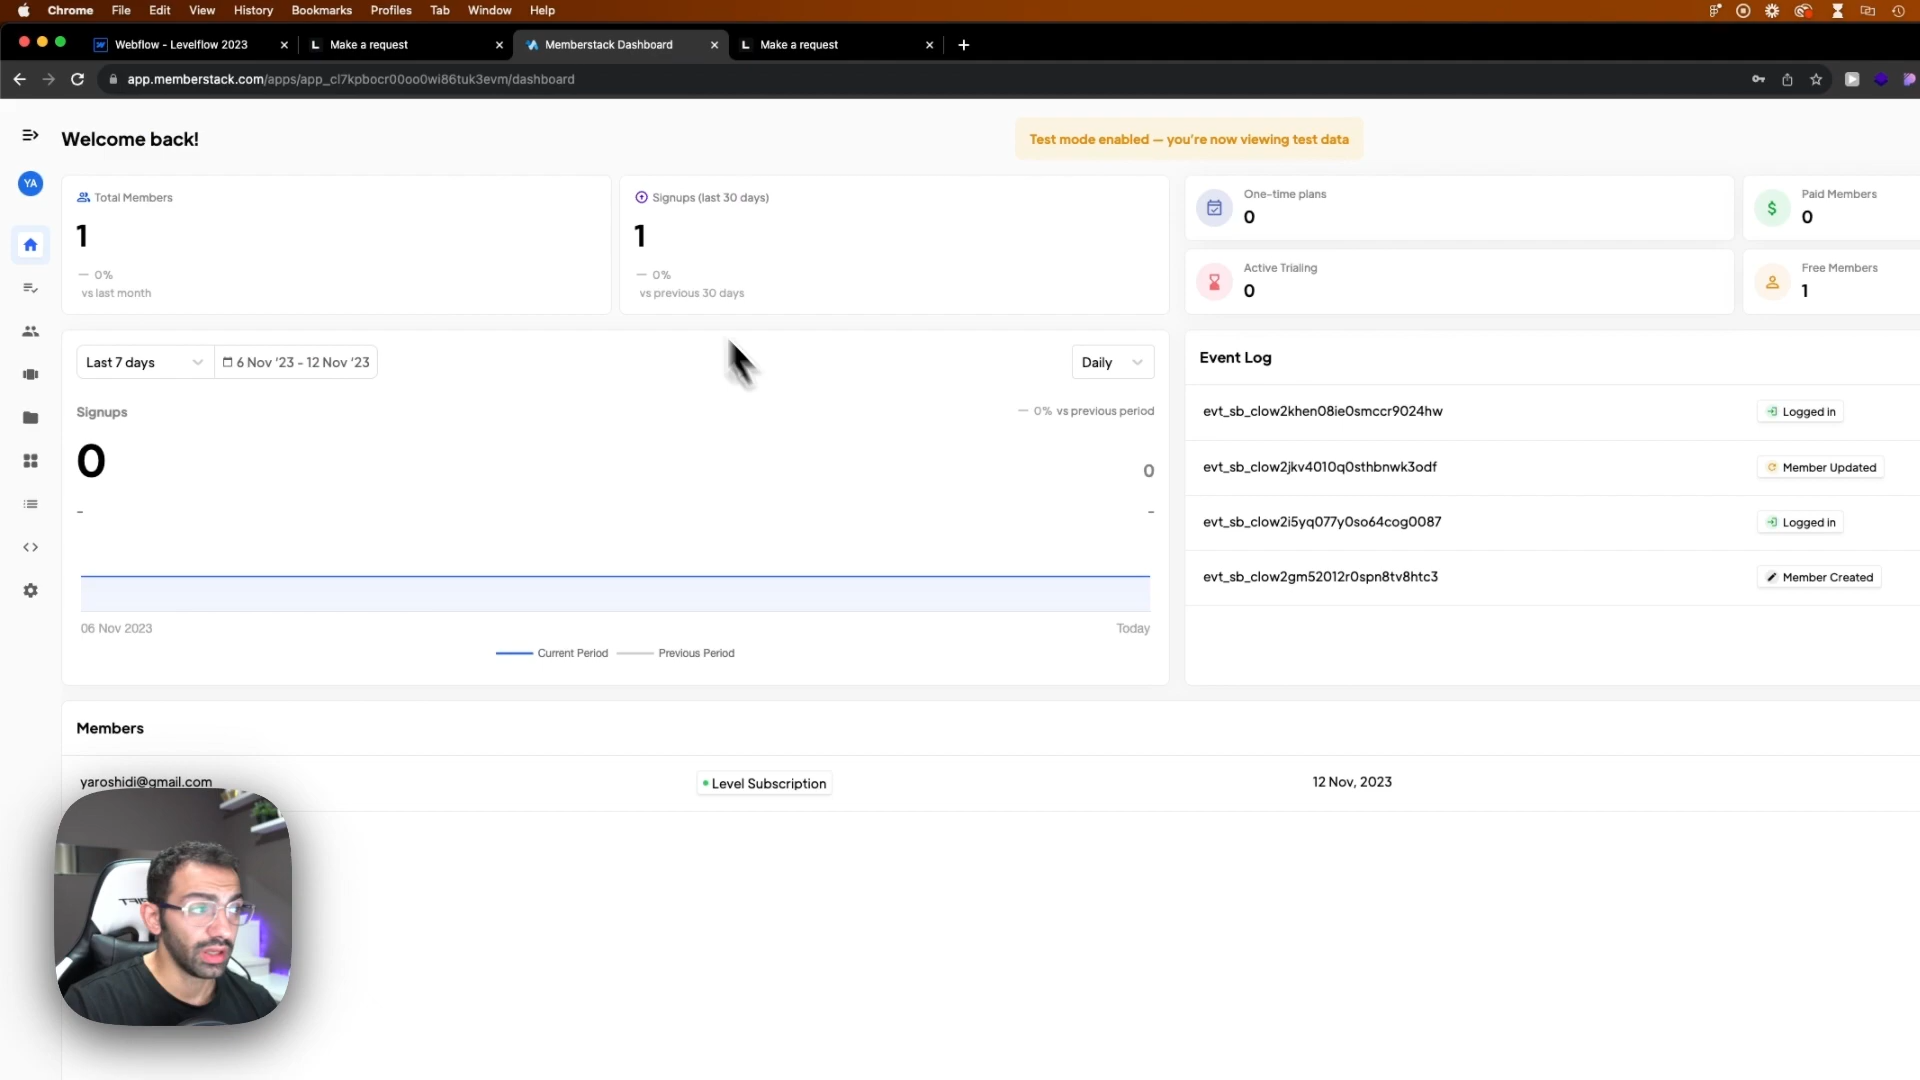 Chrome File Edit View History Bookmarks Profiles Tab Window Help
Webflow - Levelflow 2023
Make a request
Memberstack Dashboard
Make a request
app.memberstack.com/apps/app_cl7kpbocr00oo0wi86tuk3evm/dashboard
Welcome back!
Test mode enabled — you're now viewing test data
YA
Total Members
1
— 0%
vs last month
Signups (last 30 days)
1
— 0%
vs previous 30 days
One-time plans
0
Paid Members
0
Active Trialing
0
Free Members
1
Last 7 days
6 Nov '23 - 12 Nov '23
Daily
Signups
— 0% vs previous period
0
0
-
-
06 Nov 2023
Today
Current Period
Previous Period
Event Log
evt_sb_clow2khen08ie0smccr9024hw
Logged in
evt_sb_clow2jkv4010q0sthbnwk3odf
Member Updated
evt_sb_clow2i5yq077y0so64cog0087
Logged in
evt_sb_clow2gm52012r0spn8tv8htc3
Member Created
Members
yaroshidi@gmail.com
Level Subscription
12 Nov, 2023